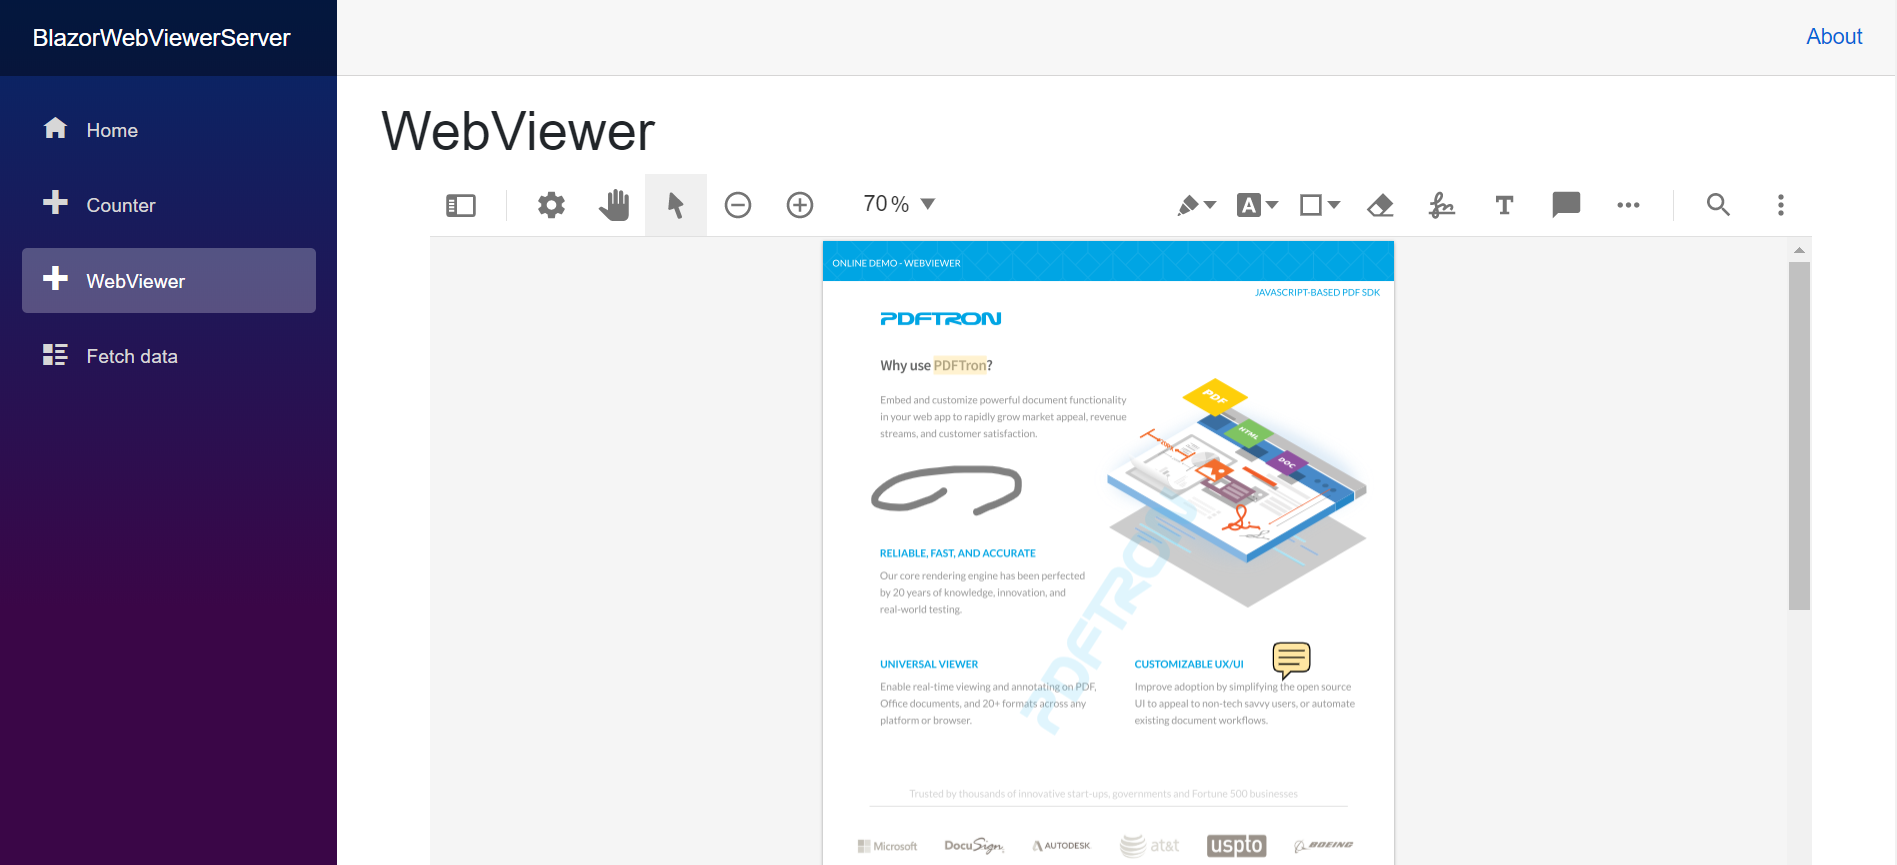 BlazorWebViewerServer
About
Home
Counter
WebViewer
Fetch data
WebViewer
70%
A
T
ONLINE DEMO - WEBVIEWER
JAVASCRIPT-BASED PDF SDK
PDFTRON
Why use PDFTron?
Embed and customize powerful document functionality
in your web app to rapidly grow market appeal, revenue
streams, and customer satisfaction.
PDF
HTML
DOC
RELIABLE, FAST, AND ACCURATE
Our core rendering engine has been perfected
by 20 years of knowledge, innovation, and
real-world testing.
PDFTRON
UNIVERSAL VIEWER
Enable real-time viewing and annotating on PDF,
Office documents, and 20+ formats across any
platform or browser.
CUSTOMIZABLE UX/UI
Improve adoption by simplifying the open source
UI to appeal to non-tech savvy users, or automate
existing document workflows.
Trusted by thousands of innovative start-ups, governments and Fortune 500 businesses
Microsoft
DocuSign
AUTODESK
at&t
uspto
BOEING